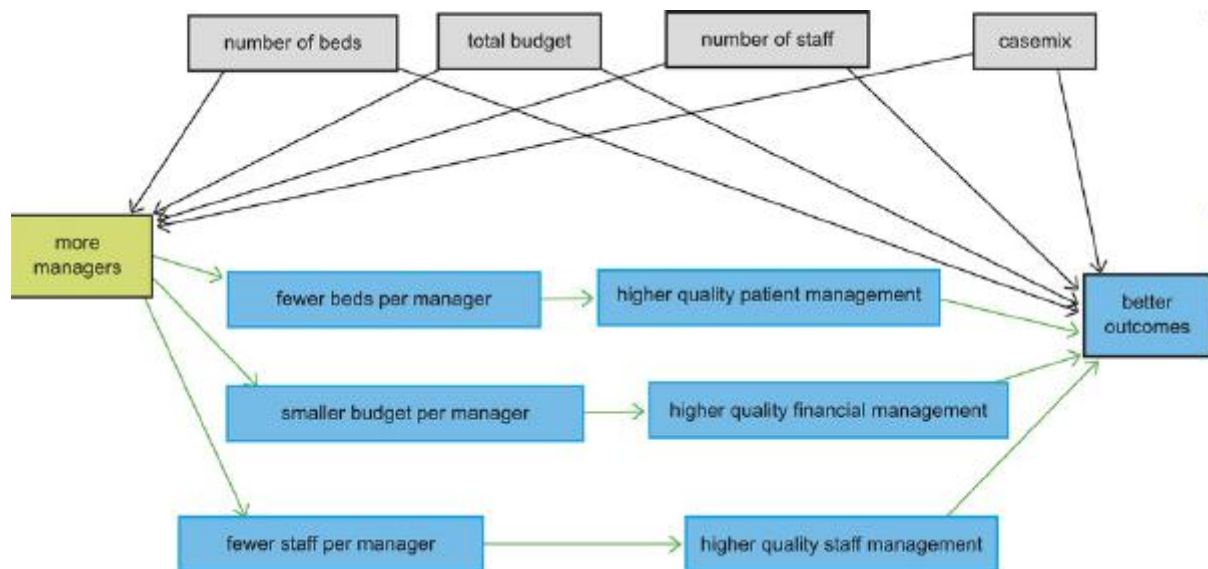 number of beds
total budget
number of staff
casemix
more
managers
fewer beds per manager
higher quality patient management
better
outcomes
smaller budget per manager
higher quality financial management
fewer staff per manager
higher quality staff management